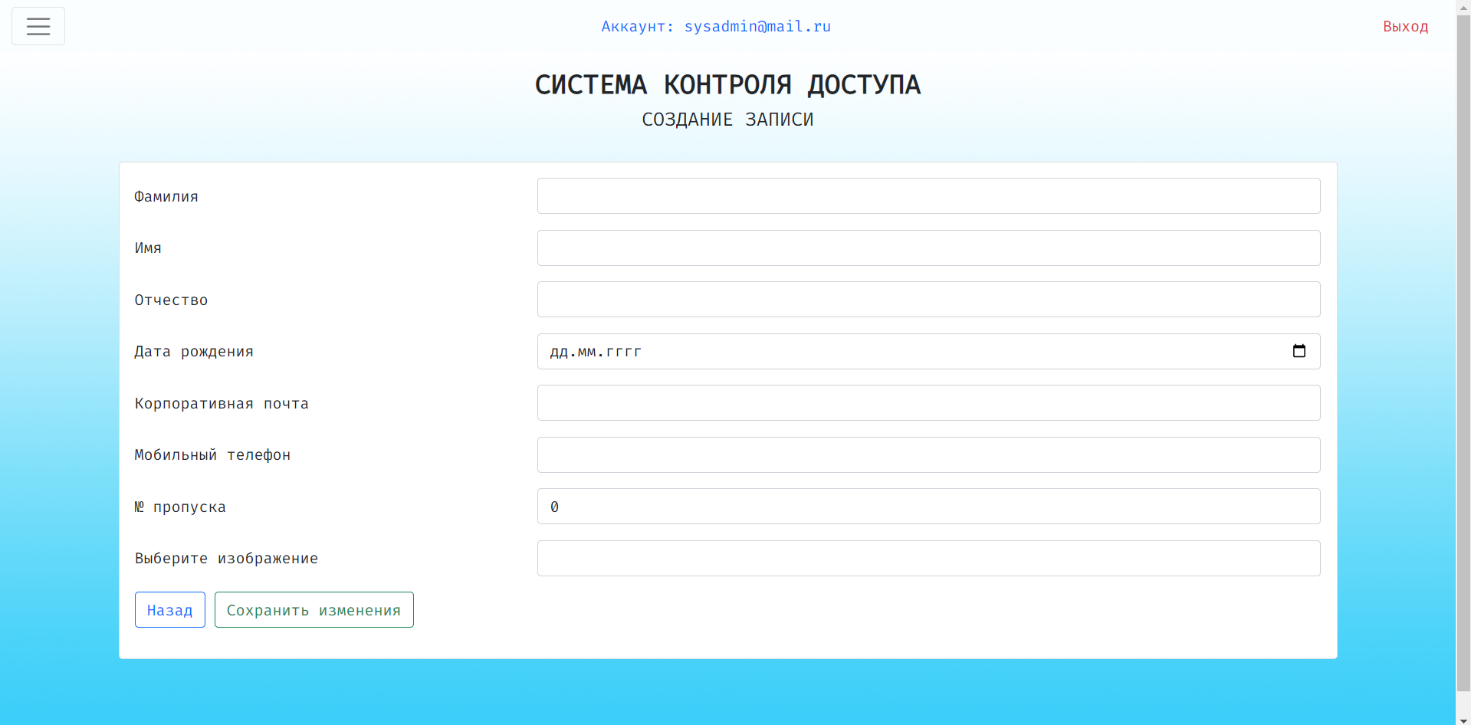 Аккаунт: sysadmin@mail.ru
Выход
СИСТЕМА КОНТРОЛЯ ДОСТУПА
СОЗДАНИЕ ЗАПИСИ
Фамилия
Имя
Отчество
Дата рождения
дд.мм.гггг
Корпоративная почта
Мобильный телефон
№ пропуска
0
Выберите изображение
Назад
Сохранить изменения